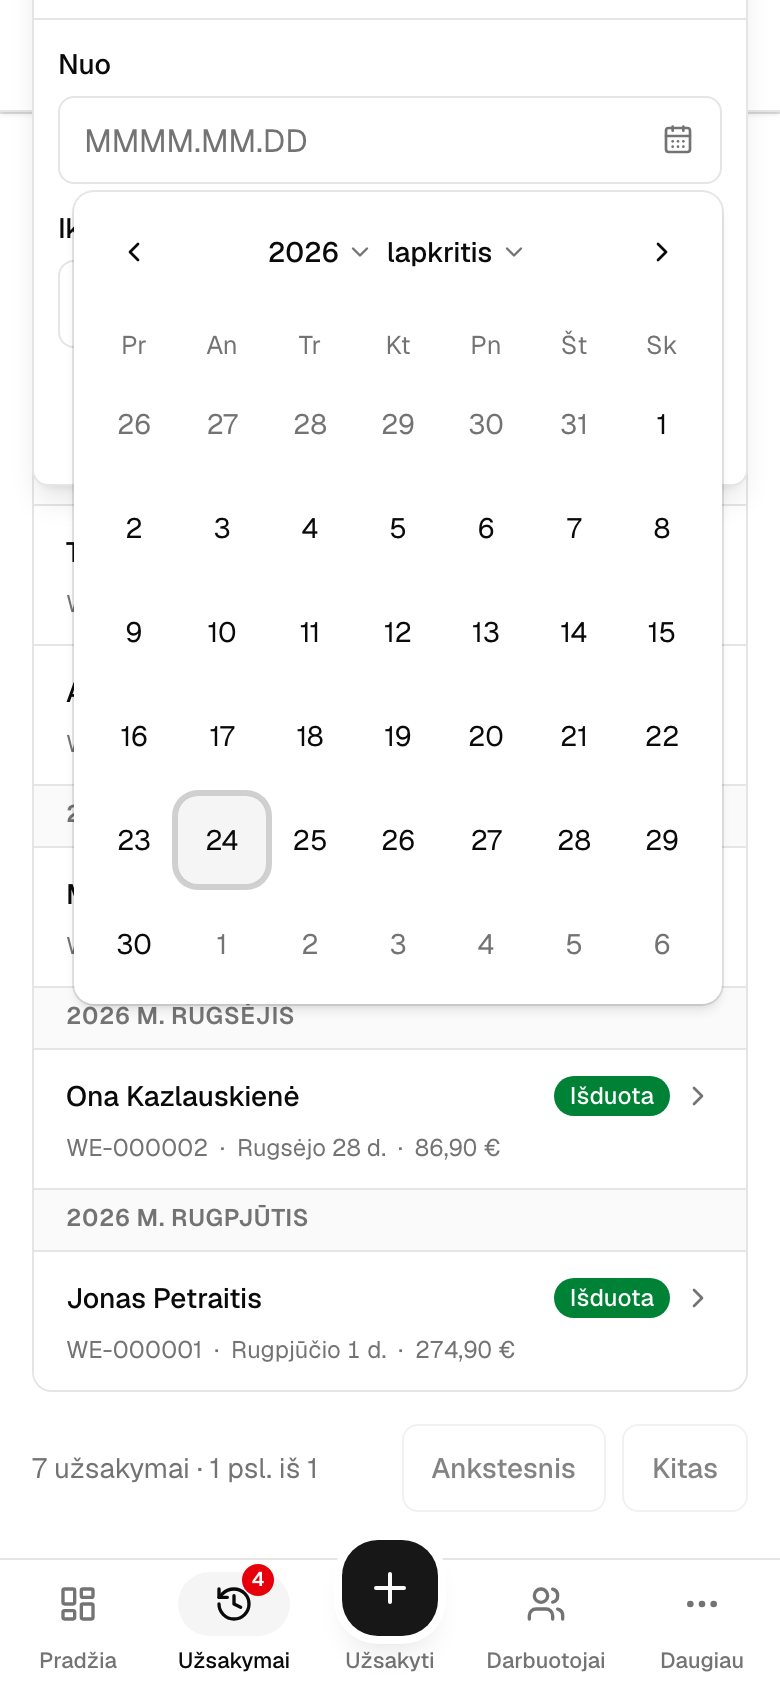 Nuo
MMMM.MM.DD
2026 lapkritis
Pr An Tr Kt Pn Št Sk
26 27 28 29 30 31 1
2 3 4 5 6 7 8
9 10 11 12 13 14 15
16 17 18 19 20 21 22
23 24 25 26 27 28 29
30 1 2 3 4 5 6
2026 M. RUGSĖJIS
Ona Kazlauskienė Išduota
WE-000002 · Rugsėjo 28 d. · 86,90 €
2026 M. RUGPJŪTIS
Jonas Petraitis Išduota
WE-000001 · Rugpjūčio 1 d. · 274,90 €
7 užsakymai · 1 psl. iš 1 Ankstesnis Kitas
4
Pradžia Užsakymai Užsakyti Darbuotojai Daugiau